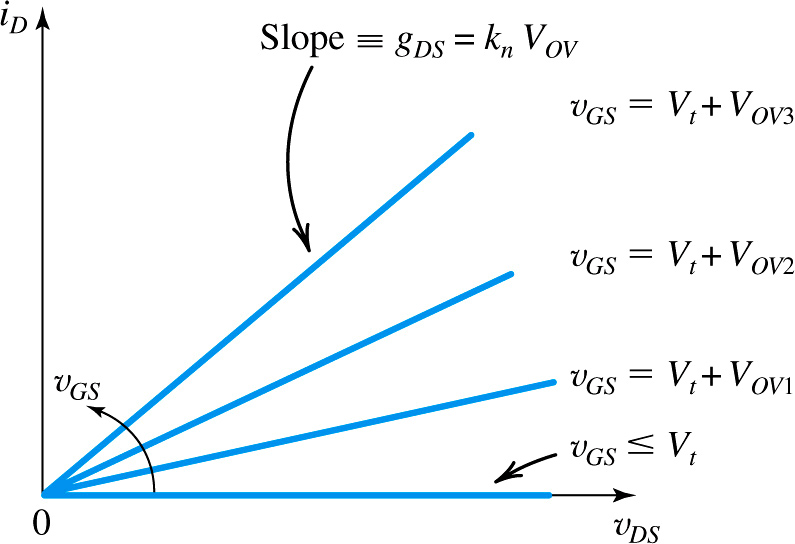 i_D
Slope ≡ g_DS = k_n V_OV
v_GS = V_t + V_OV3
v_GS = V_t + V_OV2
v_GS = V_t + V_OV1
v_GS
v_GS ≤ V_t
0
v_DS